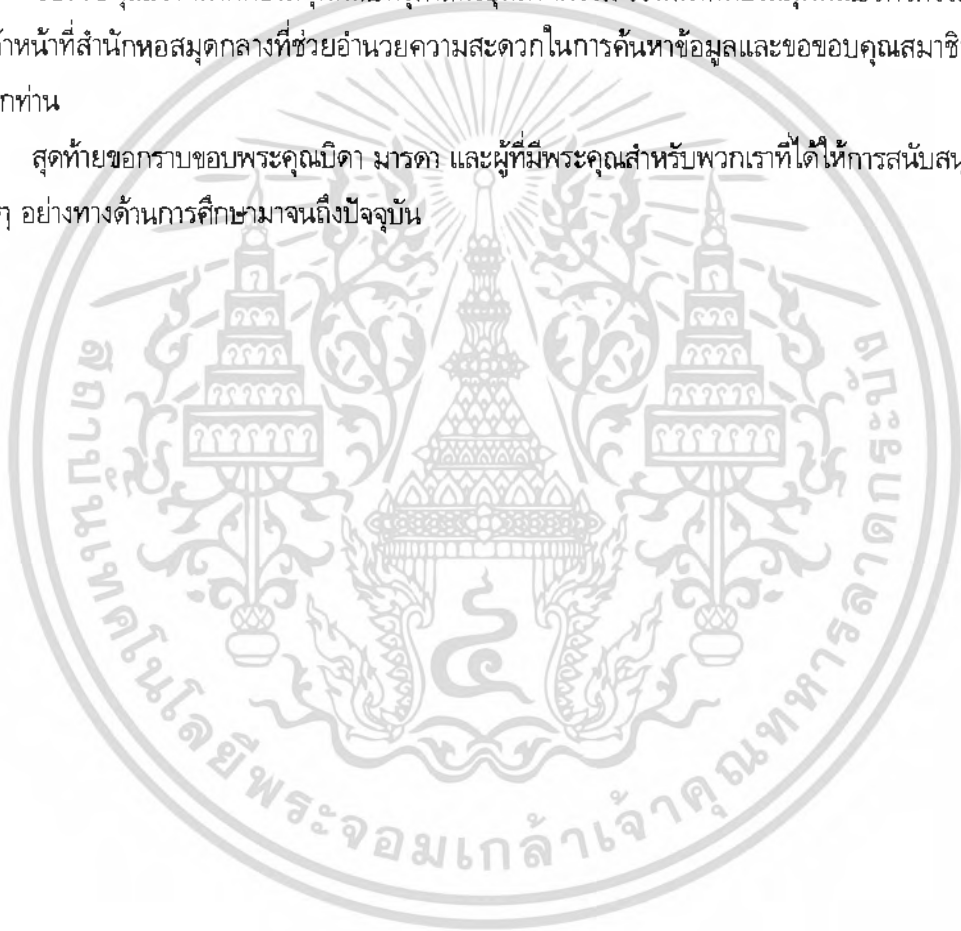 ้าหน้าที่สำนักหอสมุดกลางที่ช่วยอำนวยความสะดวกในการค้นหาข้อมูลและขอขอบคุณสมาชิ
กท่าน
สุดท้ายขอกราบขอบพระคุณบิดา มารดา และผู้ที่มีพระคุณสำหรับพวกเราที่ได้ให้การสนับสนุ
ๆ อย่างทางด้านการศึกษามาจนถึงปัจจุบัน
สถาบันเทคโนโลยีพระจอมเกล้าเจ้าคุณทหารลาดกระบัง